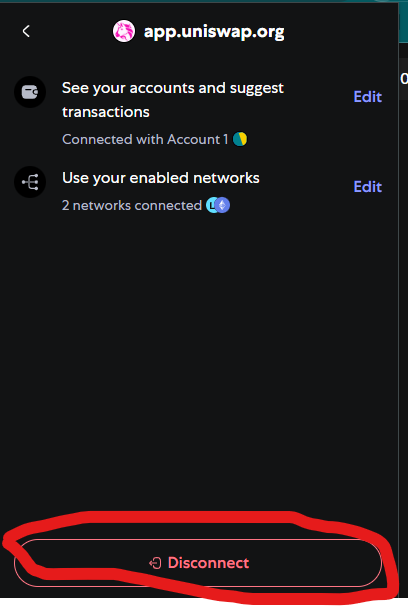 app.uniswap.org
See your accounts and suggest
transactions
Edit
Connected with Account 1
Use your enabled networks
Edit
2 networks connected
Disconnect